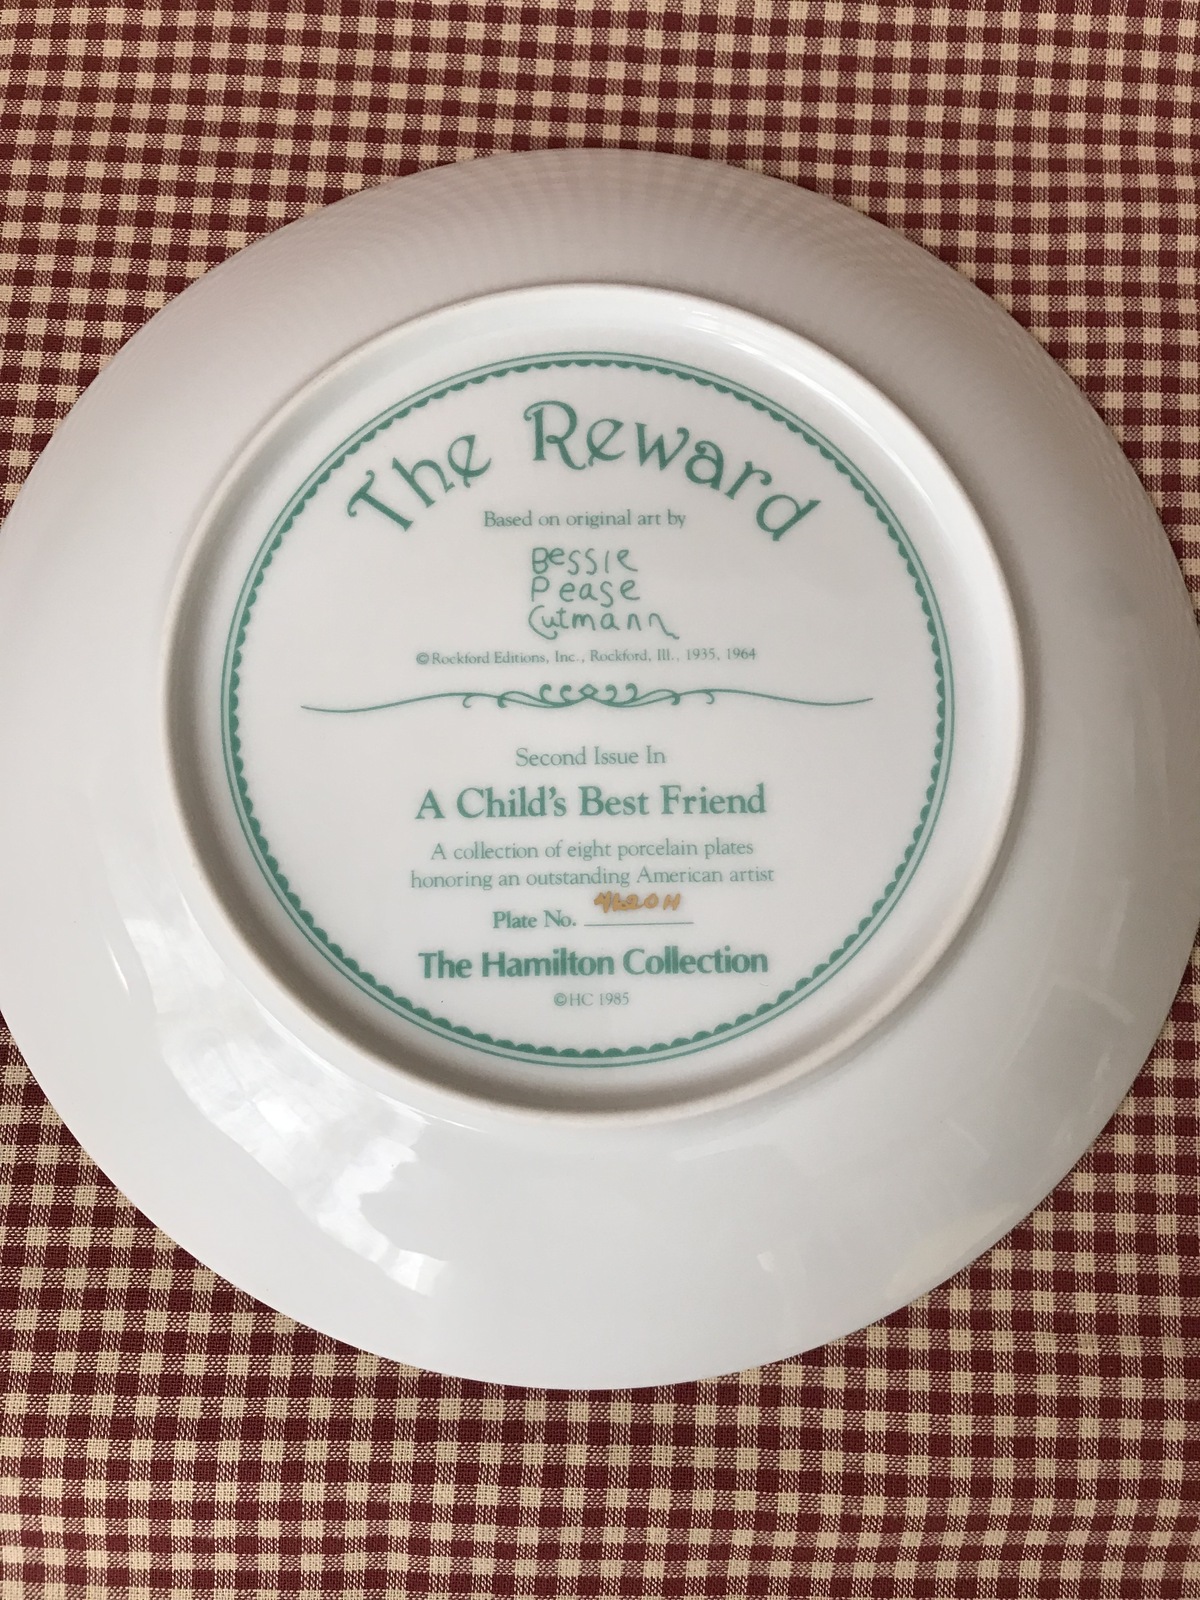 The Reward
Based on original art by
Bessie
Pease
Gutmann
©Rockford Editions, Inc., Rockford, Ill., 1935, 1964
Second Issue In
A Child's Best Friend
A collection of eight porcelain plates
honoring an outstanding American artist
Plate No. 4620H
The Hamilton Collection
©HC 1985